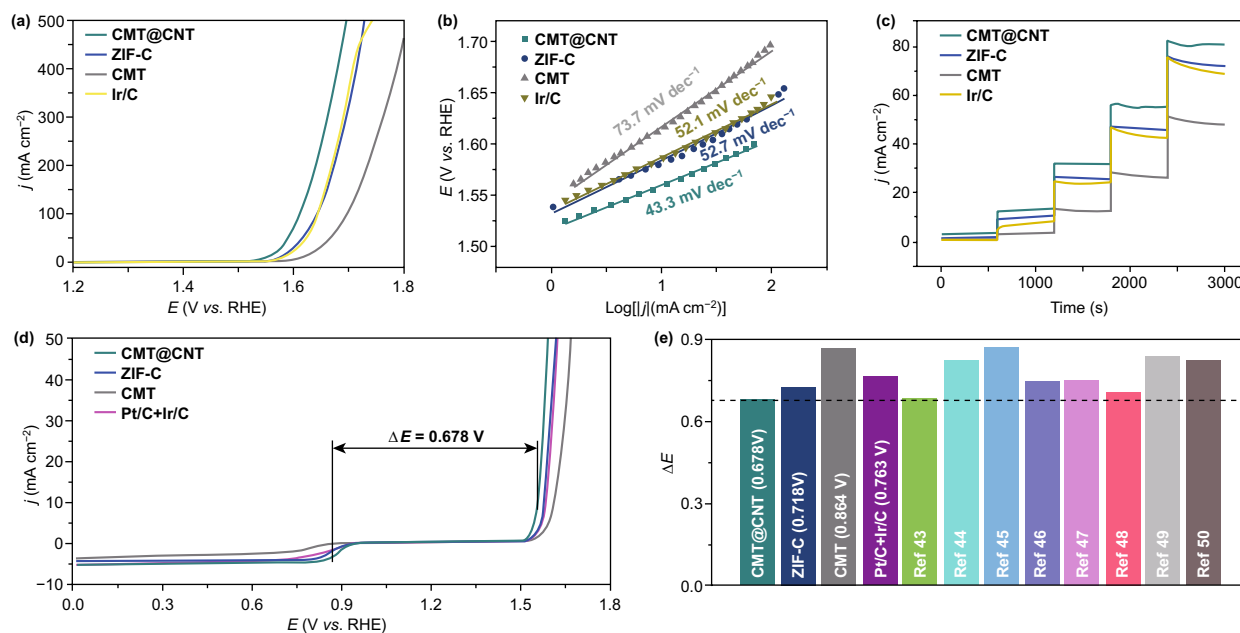 (a)
500
400
300
200
100
0
j (mA cm⁻²)
CMT@CNT
ZIF-C
CMT
Ir/C
1.2
1.4
1.6
1.8
E (V vs. RHE)
(b)
1.70
1.65
1.60
1.55
1.50
E (V vs. RHE)
CMT@CNT
ZIF-C
CMT
Ir/C
73.7 mV dec⁻¹
52.1 mV dec⁻¹
52.7 mV dec⁻¹
43.3 mV dec⁻¹
0
1
2
Log[|j|(mA cm⁻²)]
(c)
80
60
40
20
0
j (mA cm⁻²)
CMT@CNT
ZIF-C
CMT
Ir/C
0
1000
2000
3000
Time (s)
(d)
50
40
30
20
10
0
−10
j (mA cm⁻²)
CMT@CNT
ZIF-C
CMT
Pt/C+Ir/C
ΔE = 0.678 V
0.0
0.3
0.6
0.9
1.2
1.5
1.8
E (V vs. RHE)
(e)
0.9
0.6
0.3
0.0
ΔE
CMT@CNT (0.678V)
ZIF-C (0.718V)
CMT (0.864 V)
Pt/C+Ir/C (0.763 V)
Ref 43
Ref 44
Ref 45
Ref 46
Ref 47
Ref 48
Ref 49
Ref 50